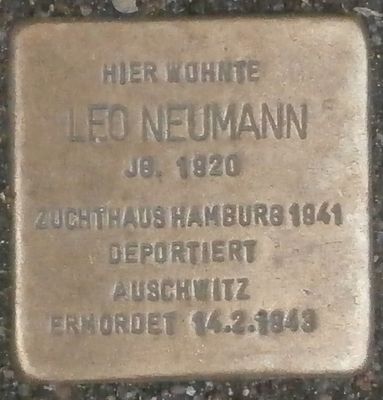 HIER WOHNTE
LEO NEUMANN
JG. 1920
ZUCHTHAUS HAMBURG 1941
DEPORTIERT
AUSCHWITZ
ERMORDET 14.2.1943